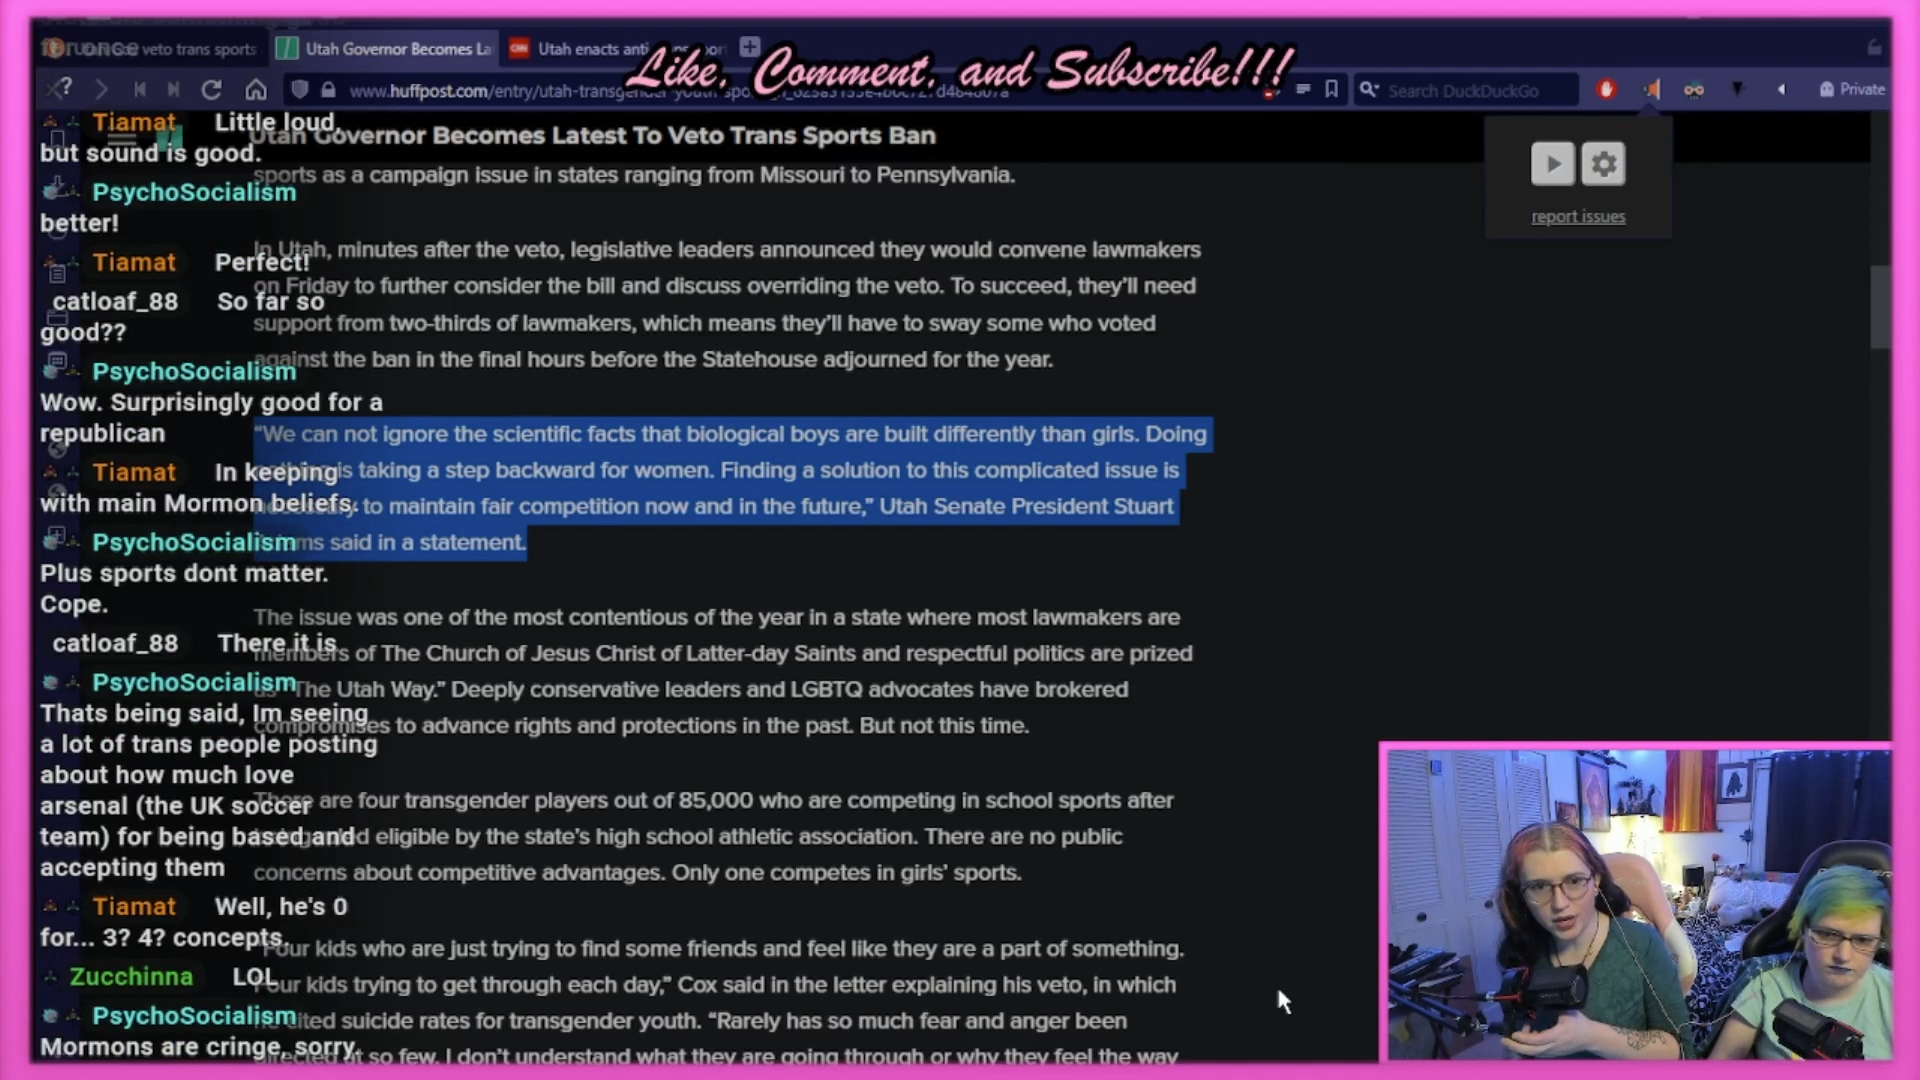 veto trans sports
Utah Governor Becomes La
CNN
Utah enacts anti
Like, Comment, and Subscribe!!!
www.huffpost.com/entry/utah-transgender-youth
Search DuckDuckGo
Private
Utah Governor Becomes Latest To Veto Trans Sports Ban
report issues
Tiamat Little loud,
but sound is good.
PsychoSocialism
better!
Tiamat Perfect!
catloaf_88 So far so
good??
PsychoSocialism
Wow. Surprisingly good for a
republican
Tiamat In keeping
with main Mormon beliefs.
PsychoSocialism
Plus sports dont matter.
Cope.
catloaf_88 There it is
PsychoSocialism
Thats being said, Im seeing
a lot of trans people posting
about how much love
arsenal (the UK soccer
team) for being based and
accepting them
Tiamat Well, he's 0
for... 3? 4? concepts.
Zucchinna LOL
PsychoSocialism
Mormons are cringe, sorry.
sports as a campaign issue in states ranging from Missouri to Pennsylvania.
In Utah, minutes after the veto, legislative leaders announced they would convene lawmakers
on Friday to further consider the bill and discuss overriding the veto. To succeed, they’ll need
support from two-thirds of lawmakers, which means they’ll have to sway some who voted
against the ban in the final hours before the Statehouse adjourned for the year.
“We can not ignore the scientific facts that biological boys are built differently than girls. Doing
is taking a step backward for women. Finding a solution to this complicated issue is
to maintain fair competition now and in the future,” Utah Senate President Stuart
said in a statement.
The issue was one of the most contentious of the year in a state where most lawmakers are
members of The Church of Jesus Christ of Latter-day Saints and respectful politics are prized
as “The Utah Way.” Deeply conservative leaders and LGBTQ advocates have brokered
compromises to advance rights and protections in the past. But not this time.
There are four transgender players out of 85,000 who are competing in school sports after
eligible by the state’s high school athletic association. There are no public
concerns about competitive advantages. Only one competes in girls’ sports.
“Four kids who are just trying to find some friends and feel like they are a part of something.
Four kids trying to get through each day,” Cox said in the letter explaining his veto, in which
he cited suicide rates for transgender youth. “Rarely has so much fear and anger been
directed at so few. I don’t understand what they are going through or why they feel the way